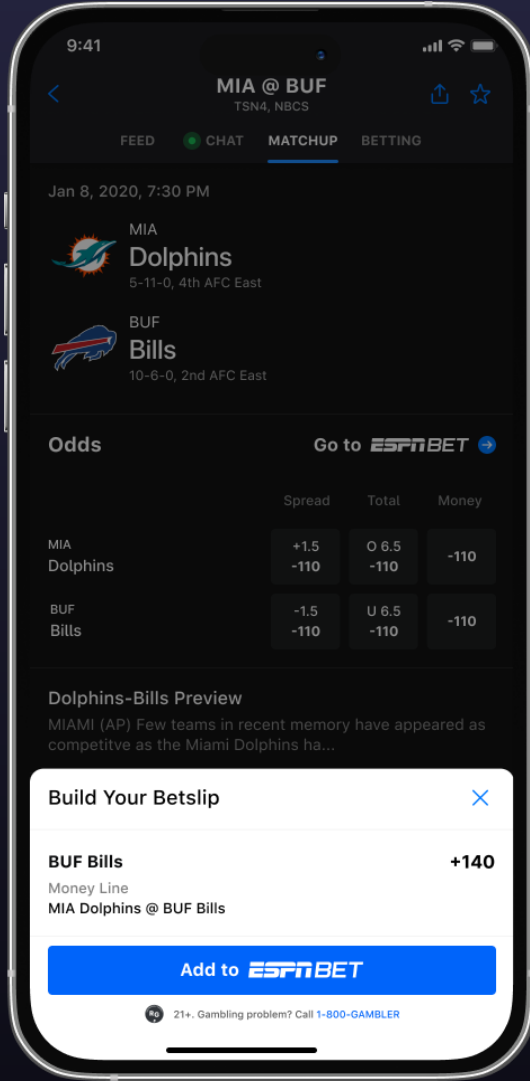 9:41
MIA @ BUF
TSN4, NBCS
FEED CHAT MATCHUP BETTING
Jan 8, 2020, 7:30 PM
MIA
Dolphins
5-11-0, 4th AFC East
BUF
Bills
10-6-0, 2nd AFC East
Odds Go to ESPN BET
Spread Total Money
MIA
Dolphins
+1.5 O 6.5
-110 -110 -110
BUF
Bills
-1.5 U 6.5
-110 -110 -110
Dolphins-Bills Preview
MIAMI (AP) Few teams in recent memory have appeared as
competitve as the Miami Dolphins ha...
Build Your Betslip
BUF Bills +140
Money Line
MIA Dolphins @ BUF Bills
Add to ESPN BET
RG 21+. Gambling problem? Call 1-800-GAMBLER